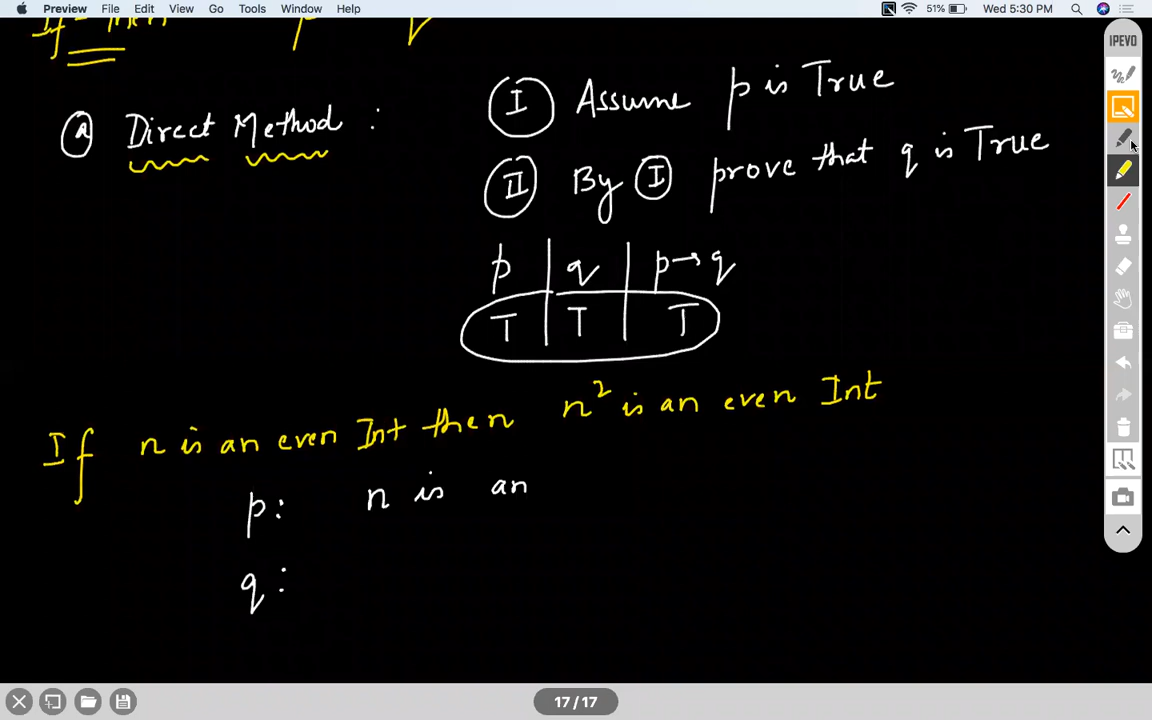 Preview File Edit View Go Tools Window Help 51% Wed 5:30 PM
IPEVO
If - then p q
a Direct Method :
I Assume p is True
II By I prove that q is True
p q p→q
T T T
If n is an even Int then n² is an even Int
p: n is an
q:
17 / 17